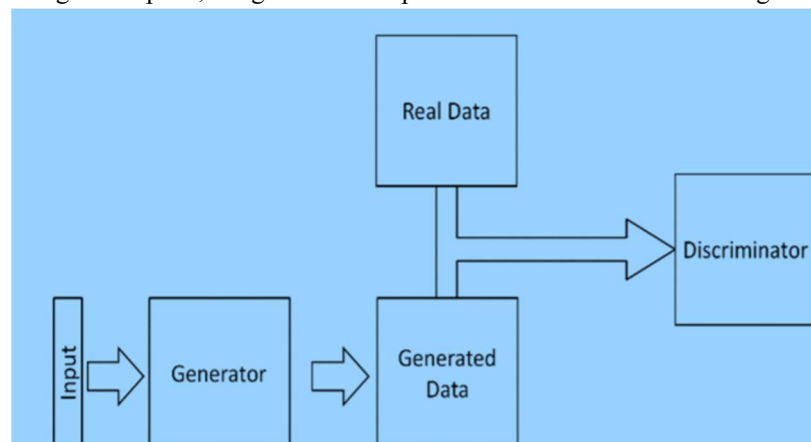 Real Data
Discriminator
Input
Generator
Generated
Data